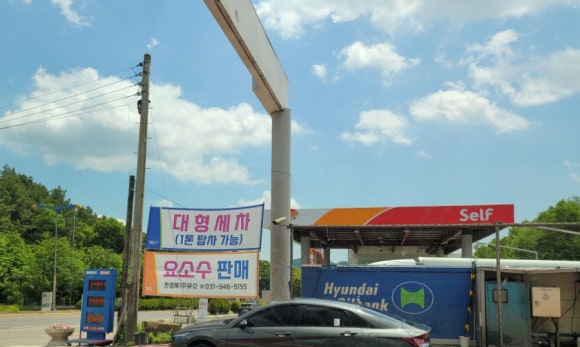 대형세차
(1톤 탑차 가능)
요소수 판매
☎031-946-5155
Self
Hyundai
Oilbank